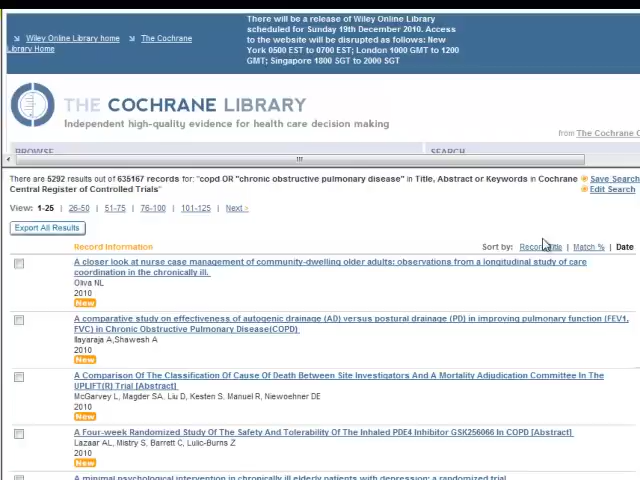 There will be a release of Wiley Online Library
scheduled for Sunday 19th December 2010. Access
to the website will be disrupted as follows: New
York 0500 EST to 0700 EST; London 1000 GMT to 1200
GMT; Singapore 1800 SGT to 2000 SGT
Wiley Online Library home The Cochrane
Library Home
THE COCHRANE LIBRARY
Independent high-quality evidence for health care decision making
from The Cochrane C
BROWSE SEARCH
There are 5292 results out of 635167 records for: "copd OR "chronic obstructive pulmonary disease" in Title, Abstract or Keywords in Cochrane
Central Register of Controlled Trials"
Save Search
Edit Search
View: 1-25 | 26-50 | 51-75 | 76-100 | 101-125 | Next >
Export All Results
Record Information Sort by: Record Title | Match % | Date
A closer look at nurse case management of community-dwelling older adults: observations from a longitudinal study of care
coordination in the chronically ill.
Oliva NL
2010
New
A comparative study on effectiveness of autogenic drainage (AD) versus postural drainage (PD) in improving pulmonary function (FEV1,
FVC) in Chronic Obstructive Pulmonary Disease(COPD)
Ilayaraja A,Shawesh A
2010
New
A Comparison Of The Classification Of Cause Of Death Between Site Investigators And A Mortality Adjudication Committee In The
UPLIFT(R) Trial [Abstract]
McGarvey L, Magder SA, Liu D, Kesten S, Manuel R, Niewoehner DE
2010
New
A Four-week Randomized Study Of The Safety And Tolerability Of The Inhaled PDE4 Inhibitor GSK256066 In COPD [Abstract]
Lazaar AL, Mistry S, Barrett C, Lulic-Burns Z
2010
New
A minimal psychological intervention in chronically ill elderly patients with depression: a randomized trial